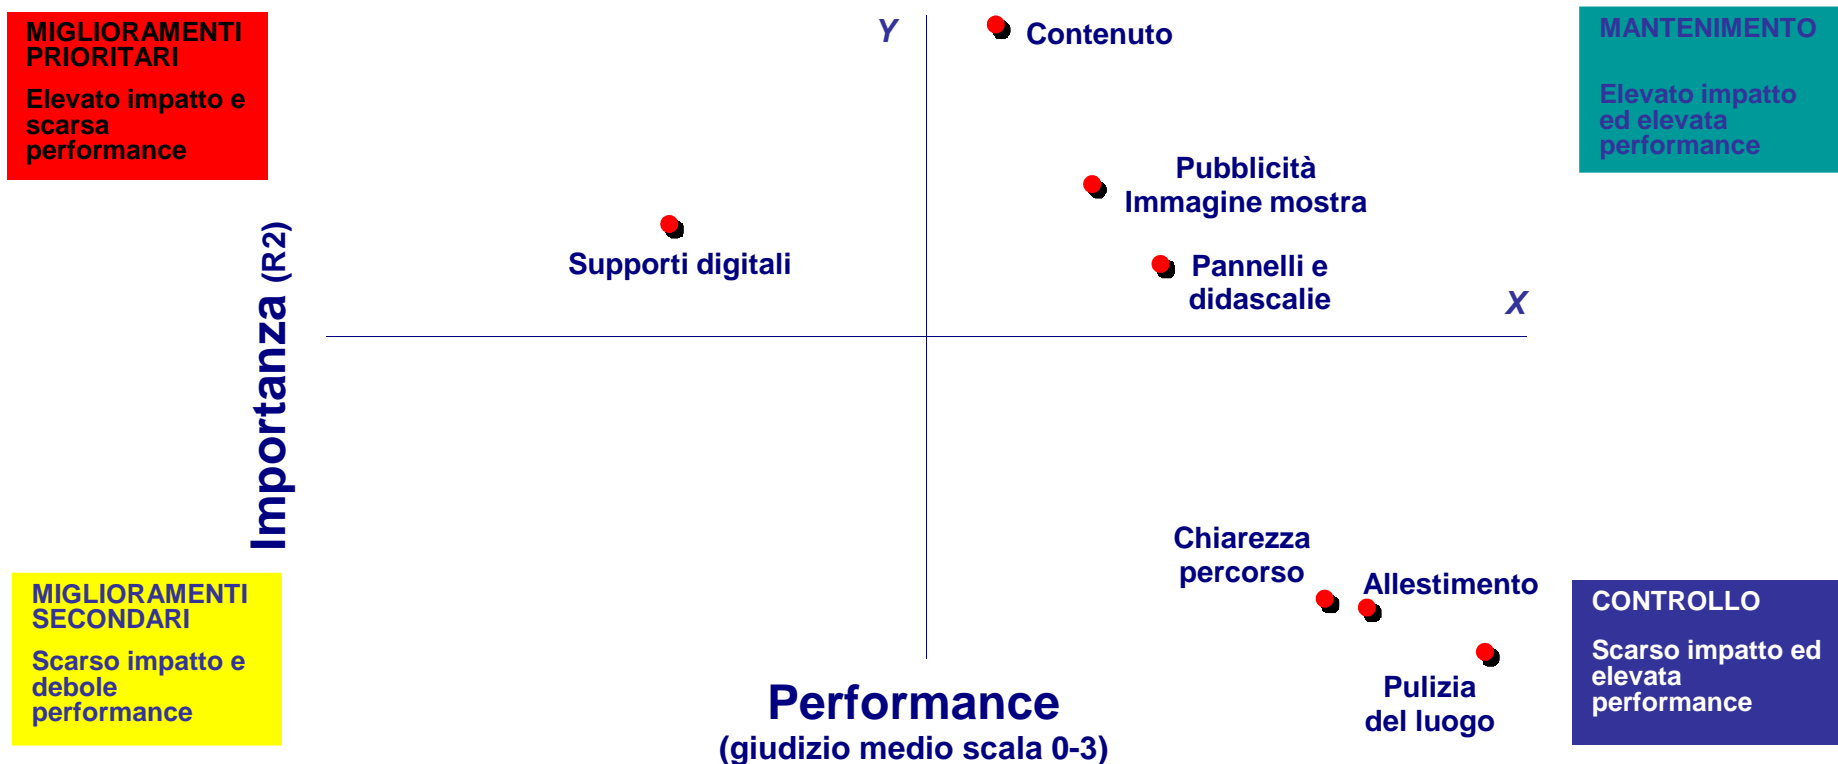 MIGLIORAMENTI
PRIORITARI
Elevato impatto e
scarsa
performance
Y
Contenuto
MANTENIMENTO
Elevato impatto
ed elevata
performance
Pubblicità
Immagine mostra
Supporti digitali
Pannelli e
didascalie
X
Importanza (R2)
Chiarezza
percorso
Allestimento
MIGLIORAMENTI
SECONDARI
Scarso impatto e
debole
performance
CONTROLLO
Scarso impatto ed
elevata
performance
Pulizia
del luogo
Performance
(giudizio medio scala 0-3)